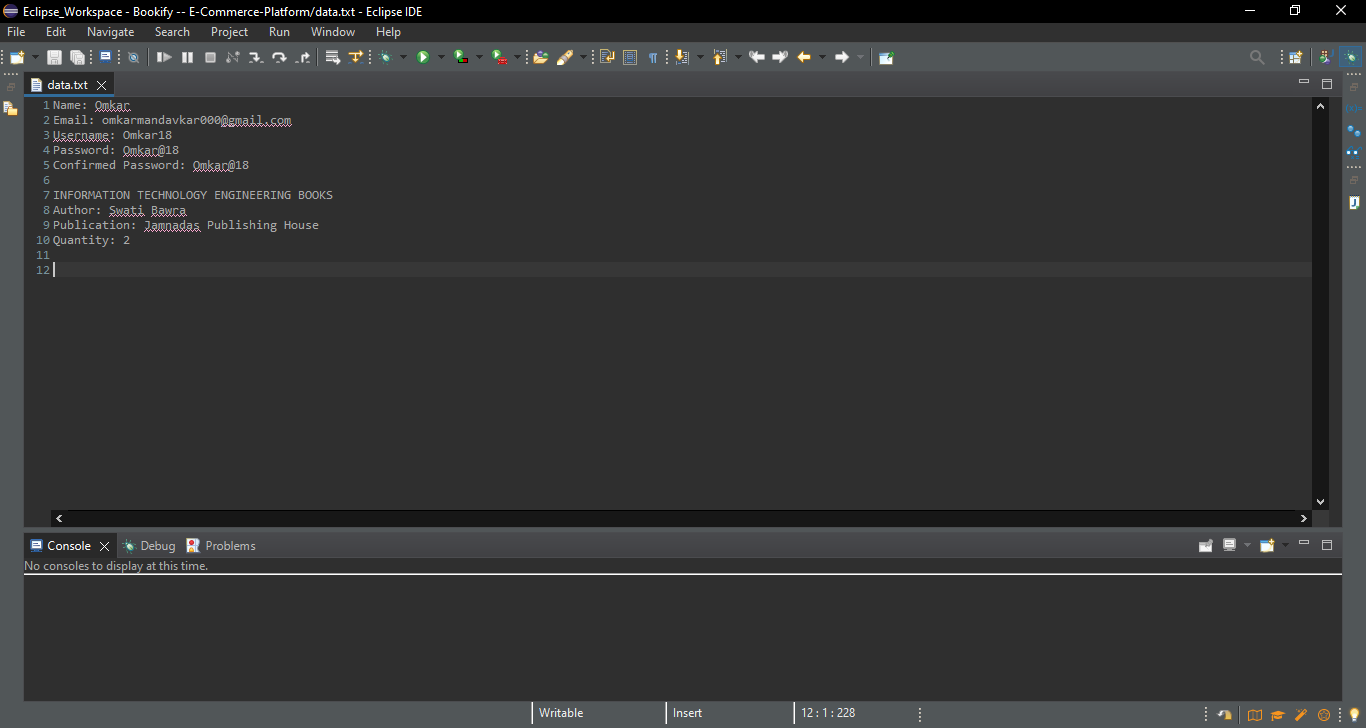 Eclipse_Workspace - Bookify -- E-Commerce-Platform/data.txt - Eclipse IDE
File Edit Navigate Search Project Run Window Help
data.txt
1 Name: Omkar
2 Email: omkarmandavkar000@gmail.com
3 Username: Omkar18
4 Password: Omkar@18
5 Confirmed Password: Omkar@18
6
7 INFORMATION TECHNOLOGY ENGINEERING BOOKS
8 Author: Swati Bawra
9 Publication: Jamnadas Publishing House
10 Quantity: 2
11
12
Console Debug Problems
No consoles to display at this time.
Writable Insert 12 : 1 : 228